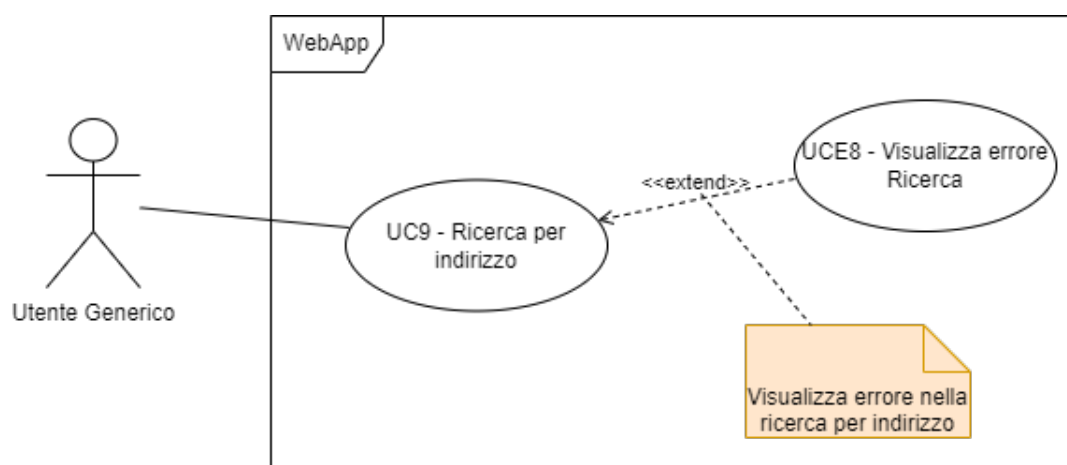 WebApp
UCE8 - Visualizza errore
Ricerca
<<extend>>
UC9 - Ricerca per
indirizzo
Utente Generico
Visualizza errore nella
ricerca per indirizzo